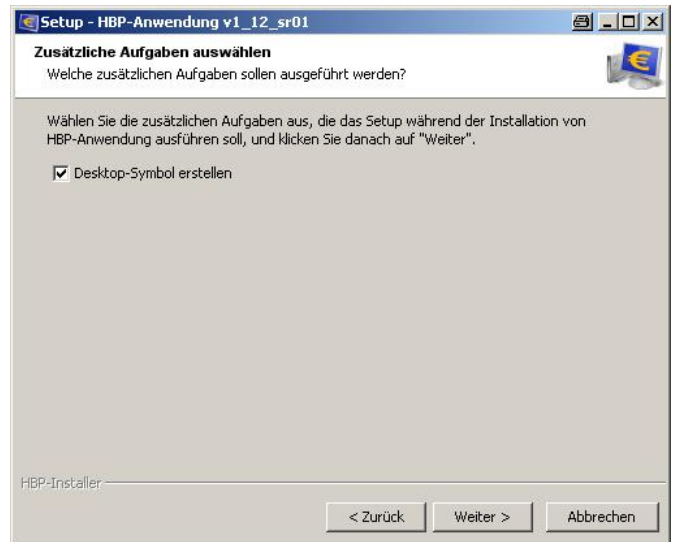 Setup - HBP-Anwendung v1_12_sr01
Zusätzliche Aufgaben auswählen
Welche zusätzlichen Aufgaben sollen ausgeführt werden?
Wählen Sie die zusätzlichen Aufgaben aus, die das Setup während der Installation von
HBP-Anwendung ausführen soll, und klicken Sie danach auf "Weiter".
Desktop-Symbol erstellen
HBP-Installer
< Zurück
Weiter >
Abbrechen